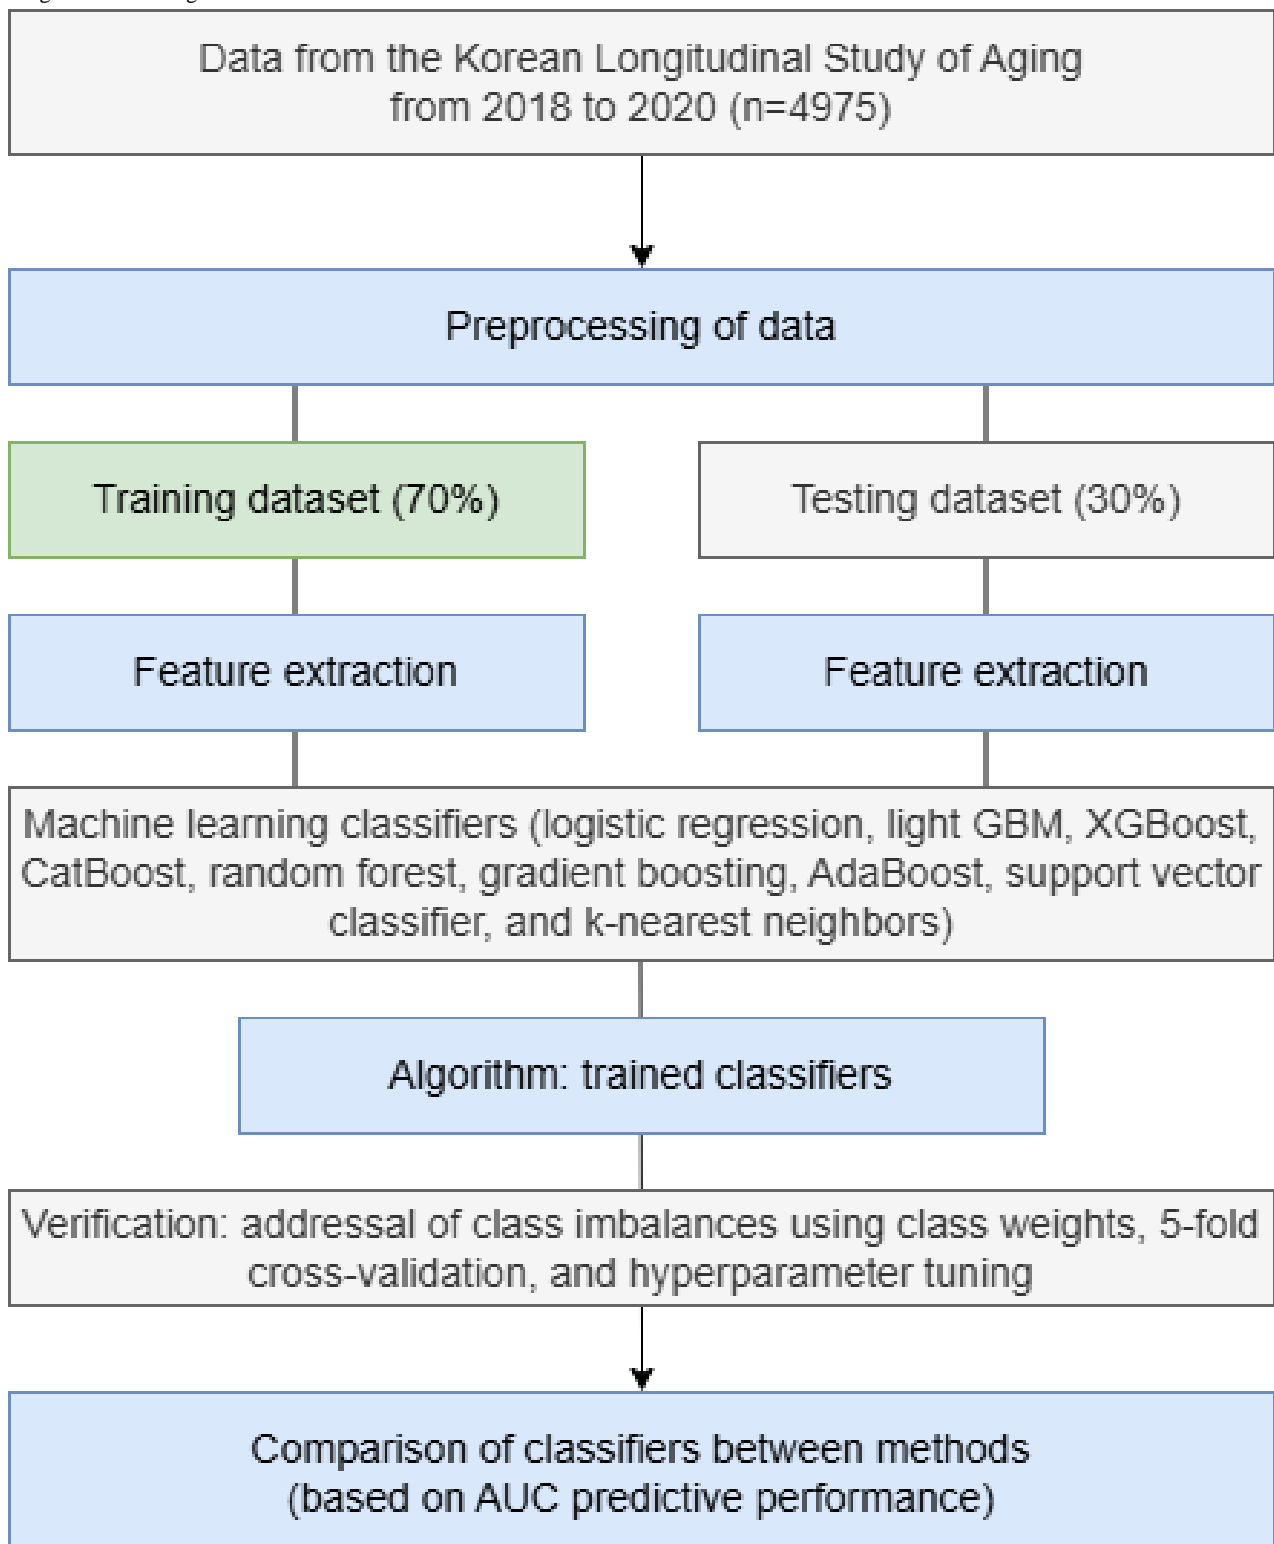 Data from the Korean Longitudinal Study of Aging
from 2018 to 2020 (n=4975)
Preprocessing of data
Training dataset (70%)
Testing dataset (30%)
Feature extraction
Feature extraction
Machine learning classifiers (logistic regression, light GBM, XGBoost,
CatBoost, random forest, gradient boosting, AdaBoost, support vector
classifier, and k-nearest neighbors)
Algorithm: trained classifiers
Verification: addressal of class imbalances using class weights, 5-fold
cross-validation, and hyperparameter tuning
Comparison of classifiers between methods
(based on AUC predictive performance)